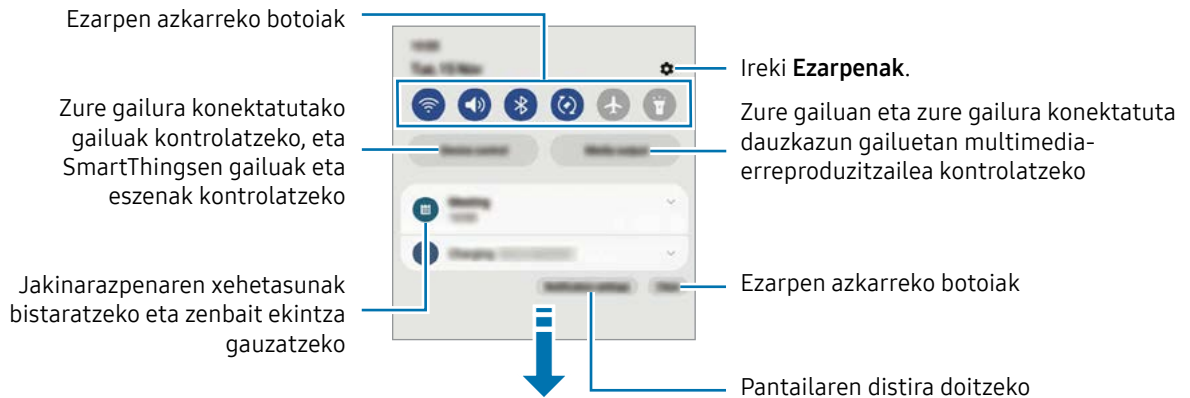 Ezarpen azkarreko botoiak
Ireki Ezarpenak.
Zure gailura konektatutako
gailuak kontrolatzeko, eta
SmartThingsen gailuak eta
eszenak kontrolatzeko
Zure gailuan eta zure gailura konektatuta
dauzkazun gailuetan multimedia-
erreproduzitzailea kontrolatzeko
Jakinarazpenaren xehetasunak
bistaratzeko eta zenbait ekintza
gauzatzeko
Ezarpen azkarreko botoiak
Pantailaren distira doitzeko